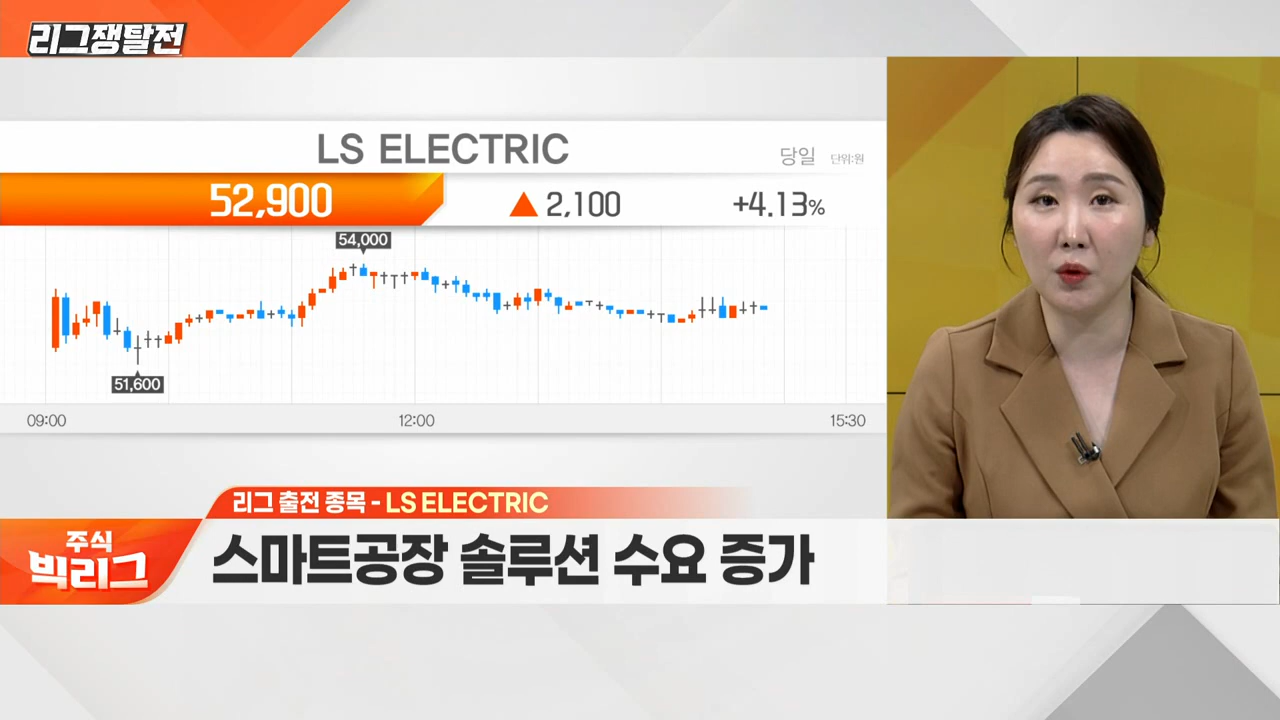 리그쟁탈전
LS ELECTRIC
당일 단위:원
52,900 ▲ 2,100 +4.13%
54,000
51,600
09:00 12:00 15:30
리그 출전 종목 - LS ELECTRIC
주식
빅리그
스마트공장 솔루션 수요 증가